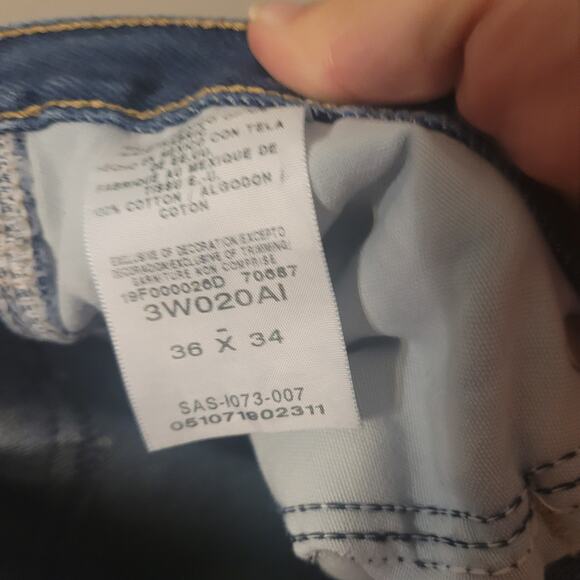 CON TELA
FABRIQUE AU MEXIQUE DE
TISSU E.U.
100% COTTON / ALGODON /
COTON
EXCLUSIVE OF DECORATION/EXCEPTO
DECORACION/EXCLUSIVE OF TRIMMING/
GARNITURE NON COMPRISE
19F000026D 70687
3W020AI
36 X 34
SAS-I073-007
051071902311